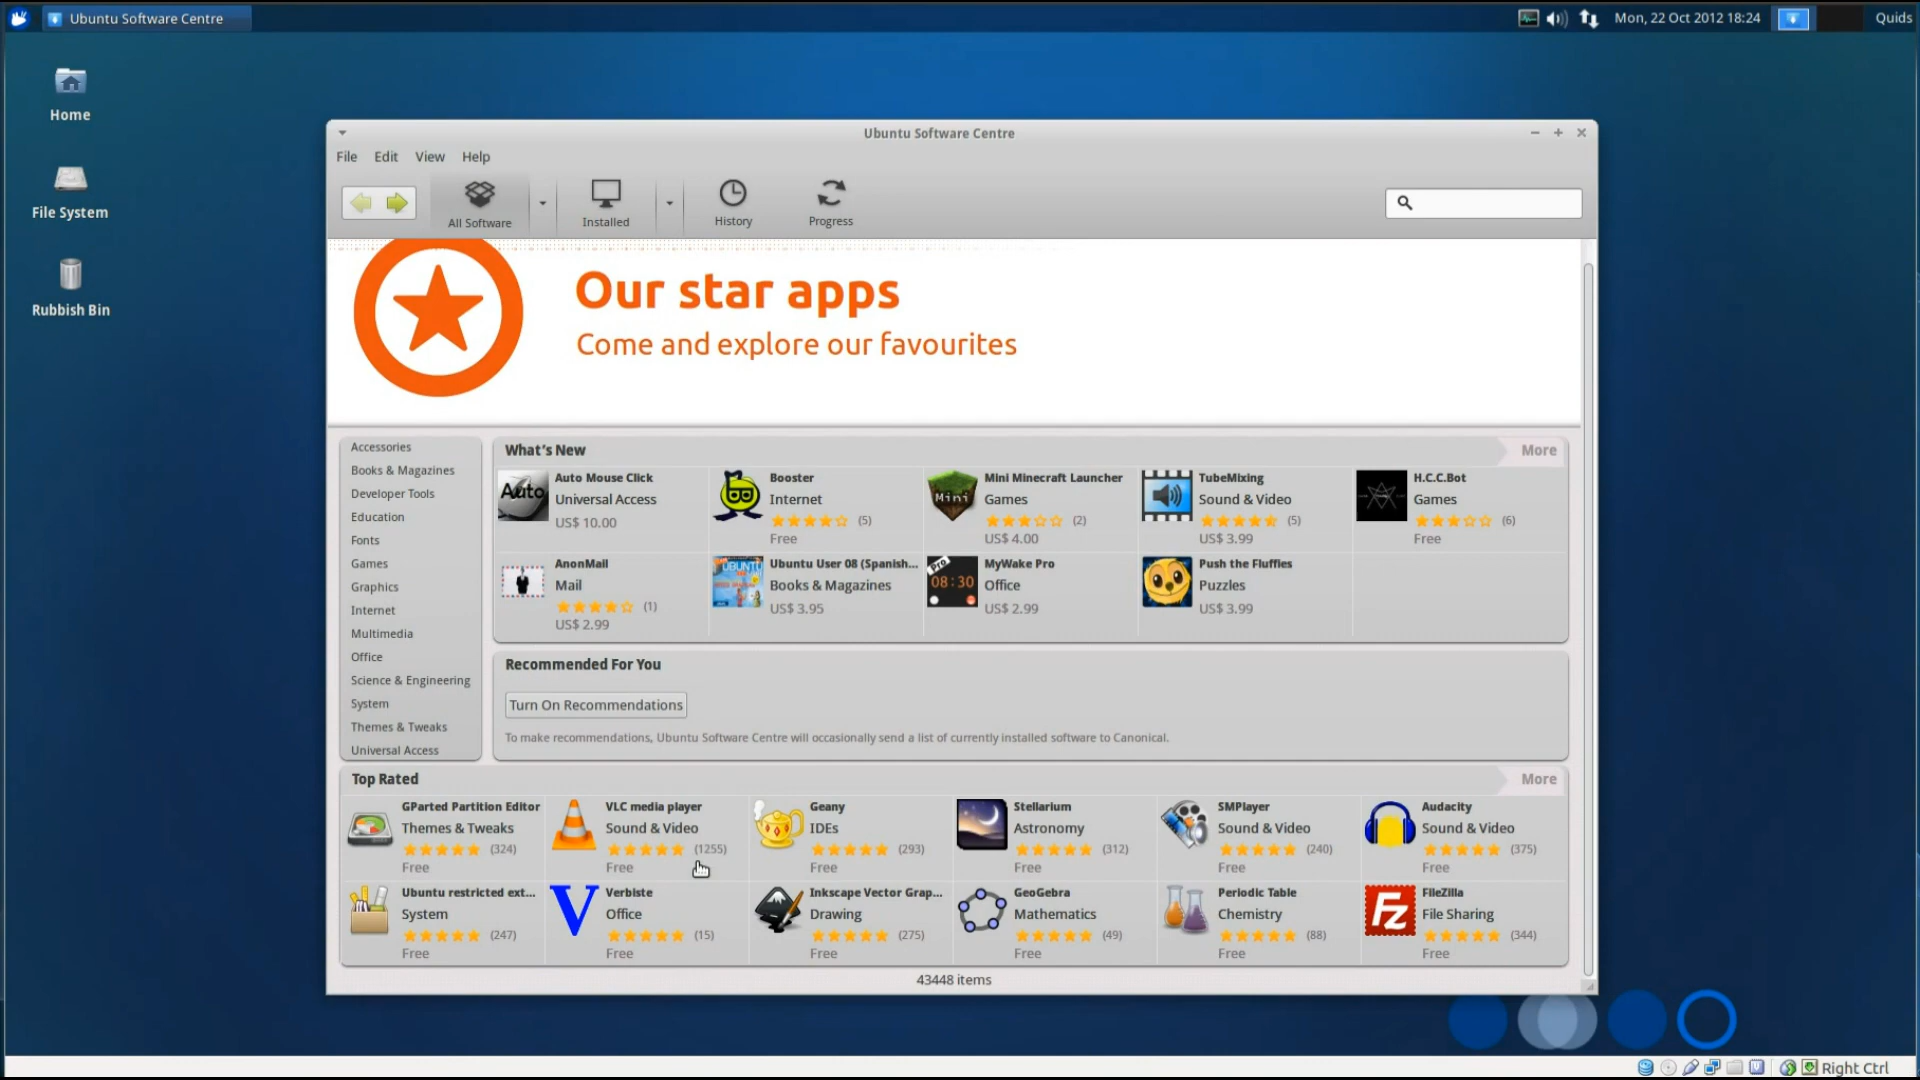 Ubuntu Software Centre
Mon, 22 Oct 2012 18:24
Quids
Home
File System
Rubbish Bin
Ubuntu Software Centre
File Edit View Help
All Software
Installed
History
Progress
Our star apps
Come and explore our favourites
Accessories
Books & Magazines
Developer Tools
Education
Fonts
Games
Graphics
Internet
Multimedia
Office
Science & Engineering
System
Themes & Tweaks
Universal Access
What's New
More
Auto
Auto Mouse Click
Universal Access
US$ 10.00
Booster
Internet
(5)
Free
Mini
Mini Minecraft Launcher
Games
(2)
US$ 4.00
TubeMixing
Sound & Video
(5)
US$ 3.99
H.C.C.Bot
Games
(6)
Free
AnonMail
Mail
(1)
US$ 2.99
UBUNTU
Ubuntu User 08 (Spanish...
Books & Magazines
US$ 3.95
Pro
08:30
MyWake Pro
Office
US$ 2.99
Push the Fluffies
Puzzles
US$ 3.99
Recommended For You
Turn On Recommendations
To make recommendations, Ubuntu Software Centre will occasionally send a list of currently installed software to Canonical.
Top Rated
More
GParted Partition Editor
Themes & Tweaks
(324)
Free
VLC media player
Sound & Video
(1255)
Free
Geany
IDEs
(293)
Free
Stellarium
Astronomy
(312)
Free
SMPlayer
Sound & Video
(240)
Free
Audacity
Sound & Video
(375)
Free
Ubuntu restricted ext...
System
(247)
Free
V
Verbiste
Office
(15)
Free
Inkscape Vector Grap...
Drawing
(275)
Free
GeoGebra
Mathematics
(49)
Free
Periodic Table
Chemistry
(88)
Free
Fz
FileZilla
File Sharing
(344)
Free
43448 items
Right Ctrl